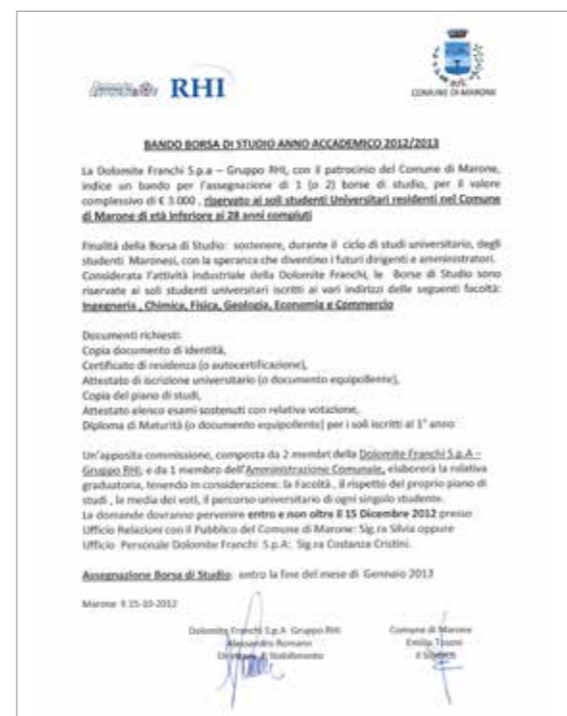 RHI
COMUNE DI MARONE
BANDO BORSA DI STUDIO ANNO ACCADEMICO 2012/2013
La Dolomite Franchi S.p.a – Gruppo RHI, con il patrocinio del Comune di Marone,
indice un bando per l'assegnazione di 1 (o 2) borse di studio, per il valore
complessivo di € 3.000 , riservato ai soli studenti Universitari residenti nel Comune
di Marone di età inferiore ai 28 anni compiuti
Finalità della Borsa di Studio: sostenere, durante il ciclo di studi universitario, degli
studenti Maronesi, con la speranza che diventino i futuri dirigenti e amministratori.
Considerata l'attività industriale della Dolomite Franchi, le Borse di Studio sono
riservate ai soli studenti universitari iscritti ai vari indirizzi delle seguenti facoltà:
Ingegneria , Chimica, Fisica, Geologia, Economia e Commercio
Documenti richiesti:
Copia documento di identità,
Certificato di residenza (o autocertificazione),
Attestato di iscrizione universitario (o documento equipollente),
Copia del piano di studi,
Attestato elenco esami sostenuti con relativa votazione,
Diploma di Maturità (o documento equipollente) per i soli iscritti al 1° anno
Un'apposita commissione, composta da 2 membri della Dolomite Franchi S.p.A –
Gruppo RHI, e da 1 membro dell'Amministrazione Comunale, elaborerà la relativa
graduatoria, tenendo in considerazione: la Facoltà , il rispetto del proprio piano di
studi , la media dei voti, il percorso universitario di ogni singolo studente.
Le domande dovranno pervenire entro e non oltre il 15 Dicembre 2012 presso
Ufficio Relazioni con il Pubblico del Comune di Marone: Sig.ra Silvia oppure
Ufficio Personale Dolomite Franchi S.p.A: Sig.ra Costanza Cristini.
Assegnazione Borsa di Studio: entro la fine del mese di Gennaio 2013
Marone Il 15-10-2012
Dolomite Franchi S.p.A Gruppo RHI
Comune di Marone
Alessandro Romano
Emilio Tosoni
Direttore di Stabilimento
Il Sindaco